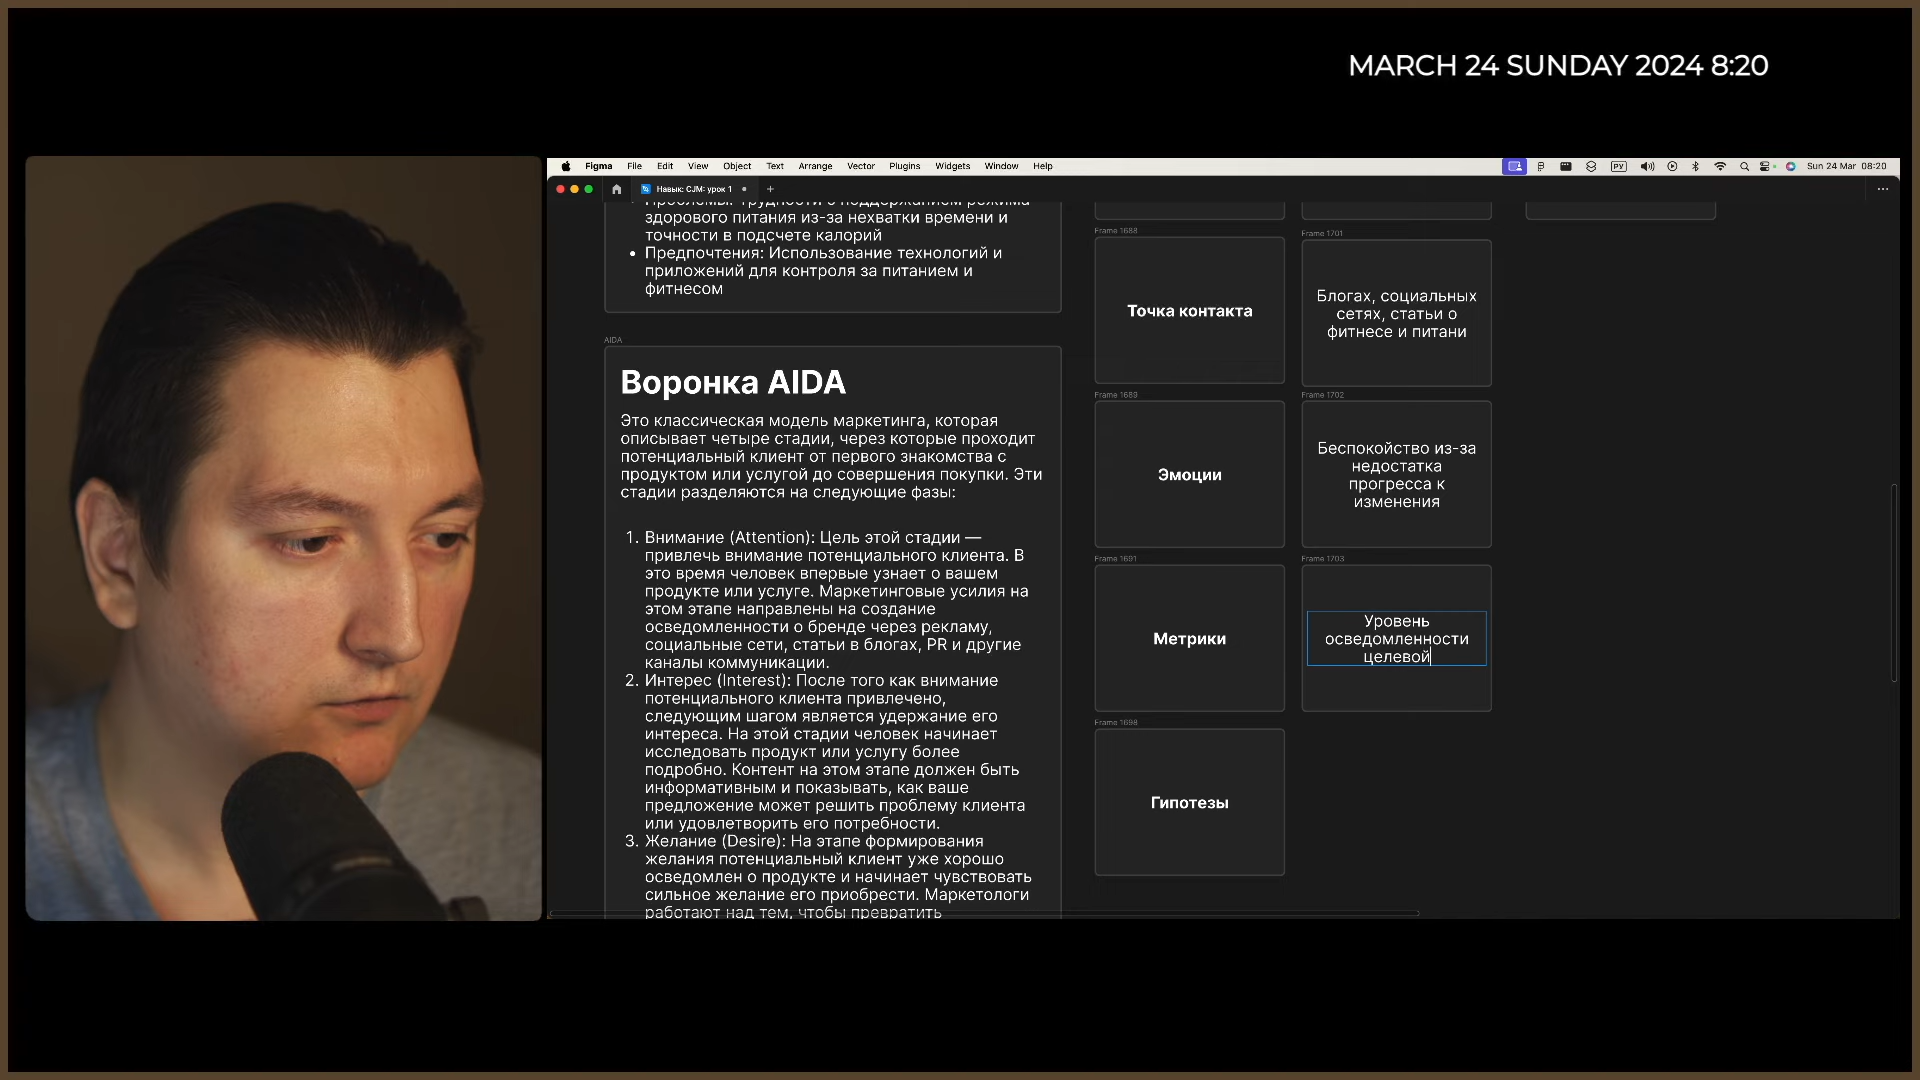 MARCH 24 SUNDAY 2024 8:20
Figma File Edit View Object Text Arrange Vector Plugins Widgets Window Help
РУ
Sun 24 Mar 08:20
Навык: CJM: урок 1
Проблемы: Трудности с поддержанием режима
здорового питания из-за нехватки времени и
точности в подсчете калорий
• Предпочтения: Использование технологий и
приложений для контроля за питанием и
фитнесом
AIDA
Воронка AIDA
Это классическая модель маркетинга, которая
описывает четыре стадии, через которые проходит
потенциальный клиент от первого знакомства с
продуктом или услугой до совершения покупки. Эти
стадии разделяются на следующие фазы:
1. Внимание (Attention): Цель этой стадии —
привлечь внимание потенциального клиента. В
это время человек впервые узнает о вашем
продукте или услуге. Маркетинговые усилия на
этом этапе направлены на создание
осведомленности о бренде через рекламу,
социальные сети, статьи в блогах, PR и другие
каналы коммуникации.
2. Интерес (Interest): После того как внимание
потенциального клиента привлечено,
следующим шагом является удержание его
интереса. На этой стадии человек начинает
исследовать продукт или услугу более
подробно. Контент на этом этапе должен быть
информативным и показывать, как ваше
предложение может решить проблему клиента
или удовлетворить его потребности.
3. Желание (Desire): На этапе формирования
желания потенциальный клиент уже хорошо
осведомлен о продукте и начинает чувствовать
сильное желание его приобрести. Маркетологи
работают над тем, чтобы превратить
Frame 1688
Точка контакта
Frame 1701
Блогах, социальных
сетях, статьи о
фитнесе и питани
Frame 1689
Эмоции
Frame 1702
Беспокойство из-за
недостатка
прогресса к
изменения
Frame 1691
Метрики
Frame 1703
Уровень
осведомленности
целевой
Frame 1698
Гипотезы